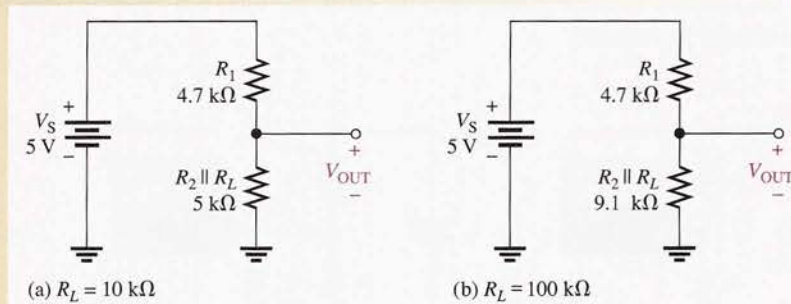 R1
4.7 kΩ
+
VS
5 V
−
+
VOUT
−
R2 || RL
5 kΩ
(a) RL = 10 kΩ
R1
4.7 kΩ
+
VS
5 V
−
+
VOUT
−
R2 || RL
9.1 kΩ
(b) RL = 100 kΩ